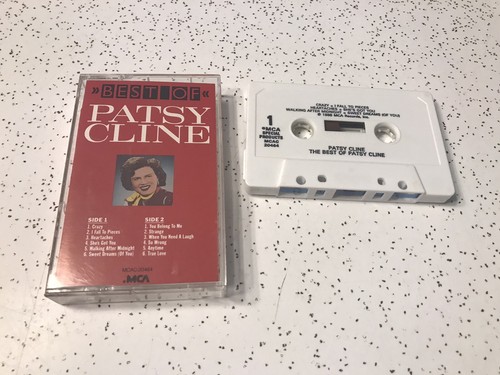 »BEST OF«
PATSY
CLINE
SIDE 1
1. Crazy
2. I Fall To Pieces
3. Heartaches
4. She's Got You
5. Walking After Midnight
6. Sweet Dreams (Of You)
SIDE 2
1. You Belong To Me
2. Strange
3. When You Need A Laugh
4. So Wrong
5. Anytime
6. True Love
MCA
CRAZY • I FALL TO PIECES
HEARTACHES • SHE'S GOT YOU
WALKING AFTER MIDNIGHT • SWEET DREAMS (OF YOU)
MCA Records, Inc.
1
MCA
SPECIAL
PRODUCTS
MCAC
20484
PATSY CLINE
THE BEST OF PATSY CLINE